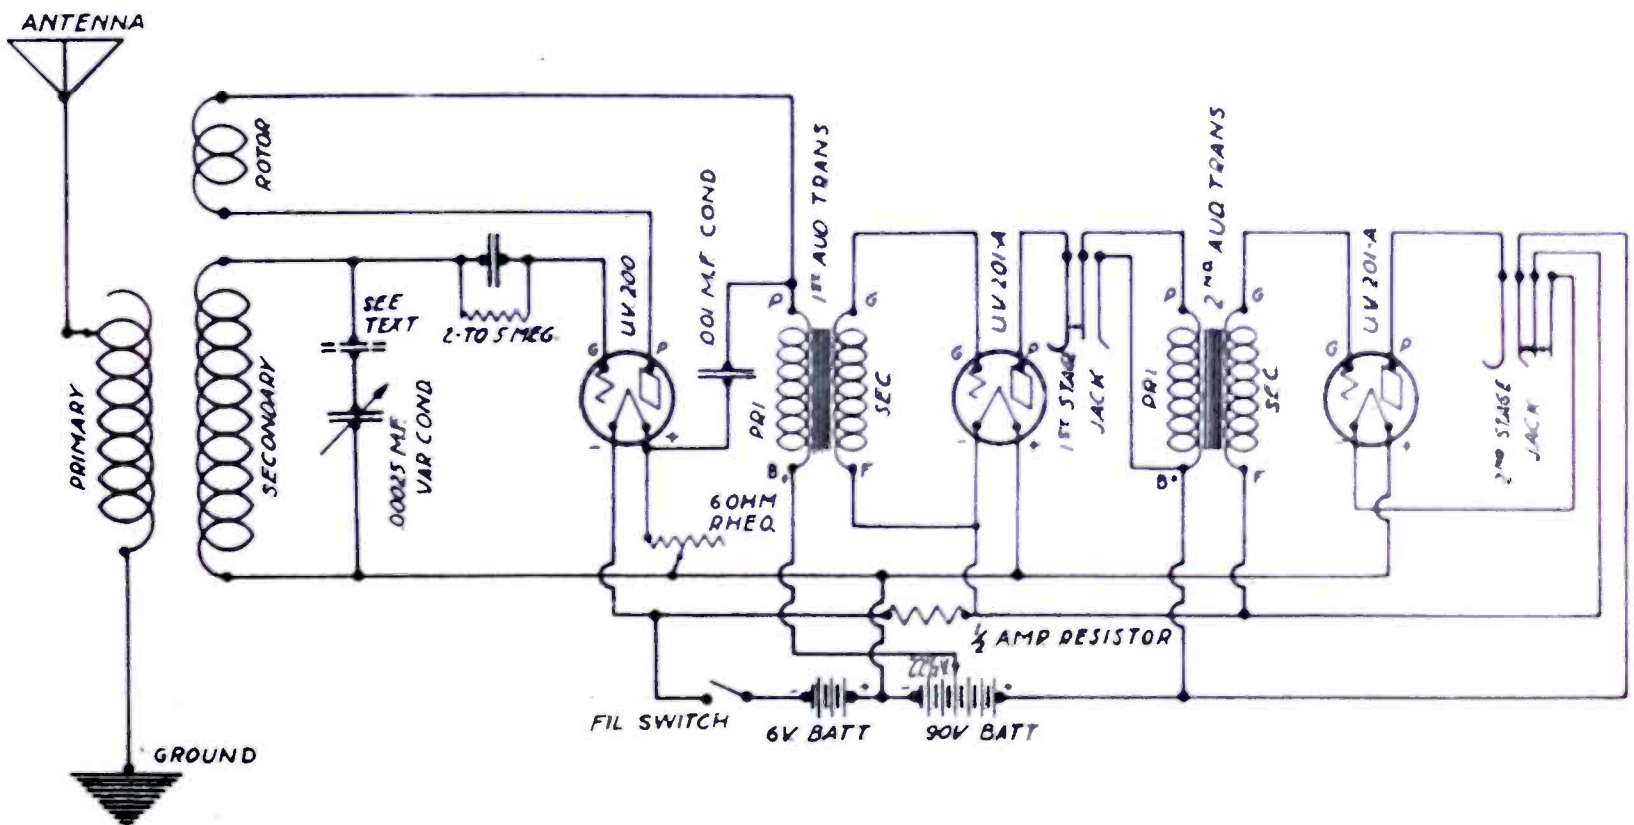 ANTENNA
ROTOR
PRIMARY
SECONDARY
SEE
TEXT
.00025 M.F.
VAR COND
2-TO 5 MEG.
UV 200
G
P
-
+
.001 M.F. COND
6 OHM
RHEO.
1ST AUD TRANS
P
G
PRI
SEC
B+
F
UV 201-A
G
P
-
+
1ST STAGE
JACK
2ND AUD TRANS
P
G
PRI
SEC
B+
F
UV 201-A
G
P
-
+
2ND STAGE
JACK
½ AMP RESISTOR
FIL SWITCH
-
+
6V BATT
-
+
90V BATT
GROUND